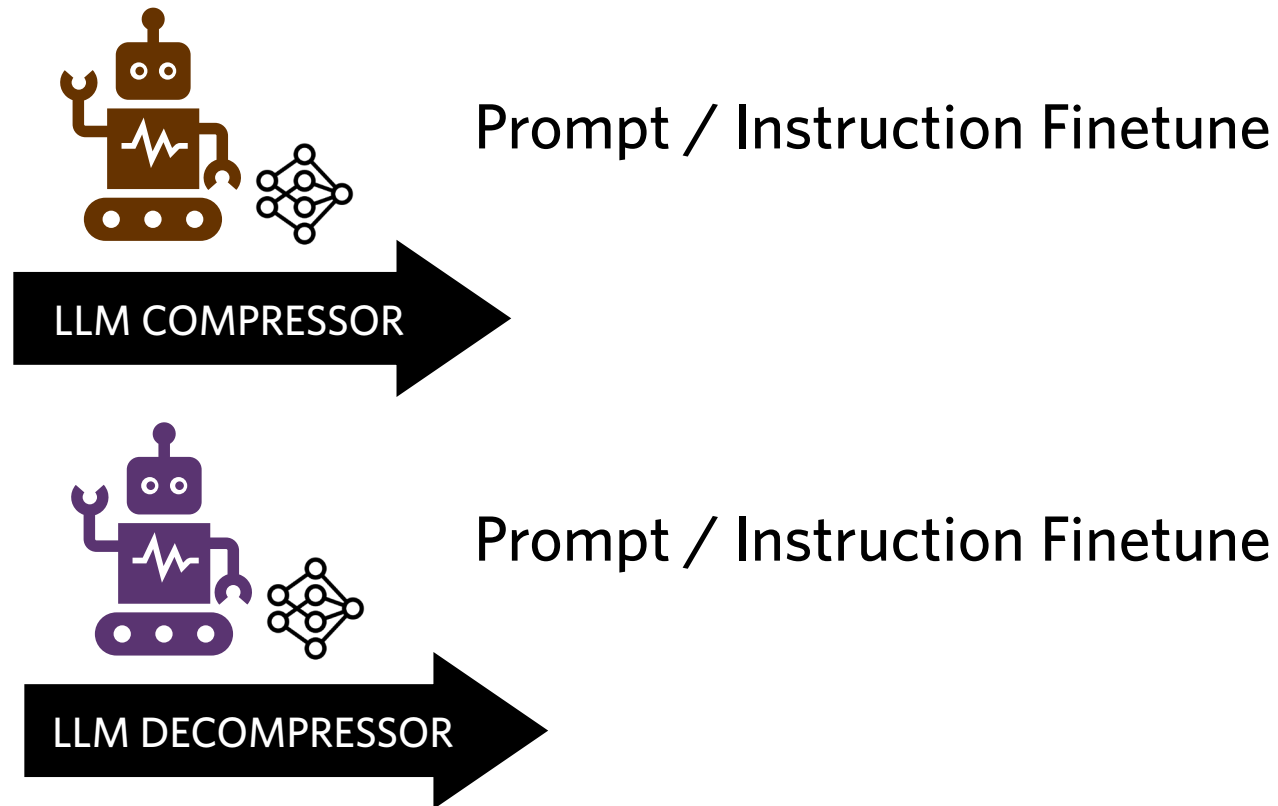 Prompt / Instruction Finetune
LLM COMPRESSOR
Prompt / Instruction Finetune
LLM DECOMPRESSOR